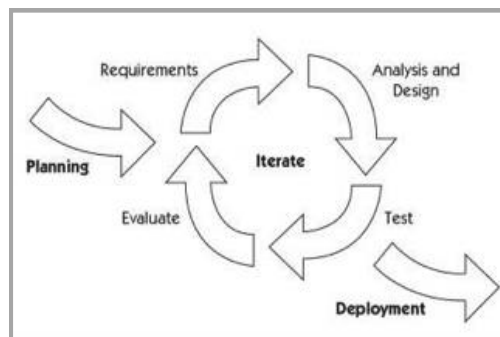 Requirements
Analysis and
Design
Planning
Iterate
Evaluate
Test
Deployment